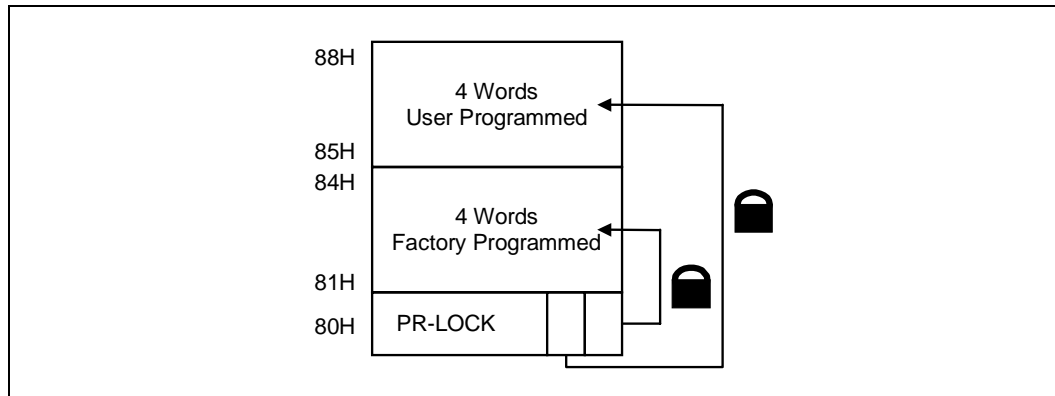 88H
4 Words
User Programmed
85H
84H
4 Words
Factory Programmed
81H
80H
PR-LOCK